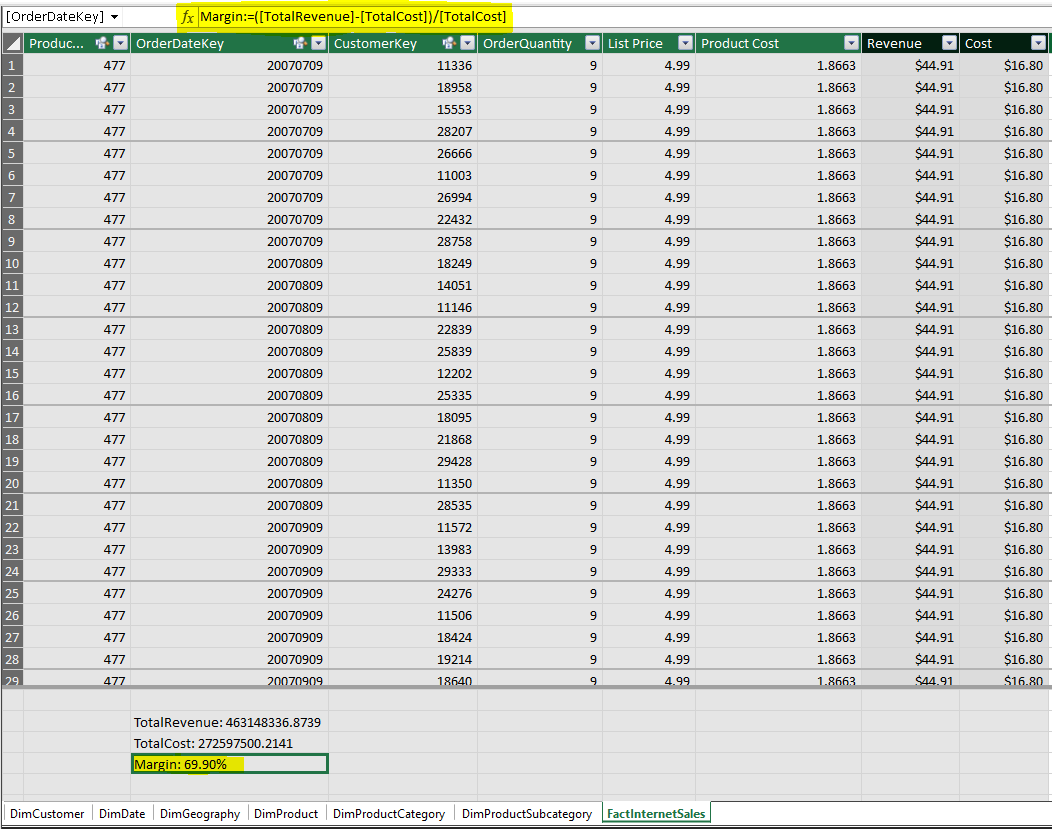 [OrderDateKey] fx Margin:=([TotalRevenue]-[TotalCost])/[TotalCost]
Produc... OrderDateKey CustomerKey OrderQuantity List Price Product Cost Revenue Cost
1 477 20070709 11336 9 4.99 1.8663 $44.91 $16.80
2 477 20070709 18958 9 4.99 1.8663 $44.91 $16.80
3 477 20070709 15553 9 4.99 1.8663 $44.91 $16.80
4 477 20070709 28207 9 4.99 1.8663 $44.91 $16.80
5 477 20070709 26666 9 4.99 1.8663 $44.91 $16.80
6 477 20070709 11003 9 4.99 1.8663 $44.91 $16.80
7 477 20070709 26994 9 4.99 1.8663 $44.91 $16.80
8 477 20070709 22432 9 4.99 1.8663 $44.91 $16.80
9 477 20070709 28758 9 4.99 1.8663 $44.91 $16.80
10 477 20070809 18249 9 4.99 1.8663 $44.91 $16.80
11 477 20070809 14051 9 4.99 1.8663 $44.91 $16.80
12 477 20070809 11146 9 4.99 1.8663 $44.91 $16.80
13 477 20070809 22839 9 4.99 1.8663 $44.91 $16.80
14 477 20070809 25839 9 4.99 1.8663 $44.91 $16.80
15 477 20070809 12202 9 4.99 1.8663 $44.91 $16.80
16 477 20070809 25335 9 4.99 1.8663 $44.91 $16.80
17 477 20070809 18095 9 4.99 1.8663 $44.91 $16.80
18 477 20070809 21868 9 4.99 1.8663 $44.91 $16.80
19 477 20070809 29428 9 4.99 1.8663 $44.91 $16.80
20 477 20070809 11350 9 4.99 1.8663 $44.91 $16.80
21 477 20070809 28535 9 4.99 1.8663 $44.91 $16.80
22 477 20070909 11572 9 4.99 1.8663 $44.91 $16.80
23 477 20070909 13983 9 4.99 1.8663 $44.91 $16.80
24 477 20070909 29333 9 4.99 1.8663 $44.91 $16.80
25 477 20070909 24276 9 4.99 1.8663 $44.91 $16.80
26 477 20070909 11506 9 4.99 1.8663 $44.91 $16.80
27 477 20070909 18424 9 4.99 1.8663 $44.91 $16.80
28 477 20070909 19214 9 4.99 1.8663 $44.91 $16.80
29 477 20070909 18640 9 4.99 1.8663 $44.91 $16.80
TotalRevenue: 463148336.8739
TotalCost: 272597500.2141
Margin: 69.90%
DimCustomer DimDate DimGeography DimProduct DimProductCategory DimProductSubcategory FactInternetSales